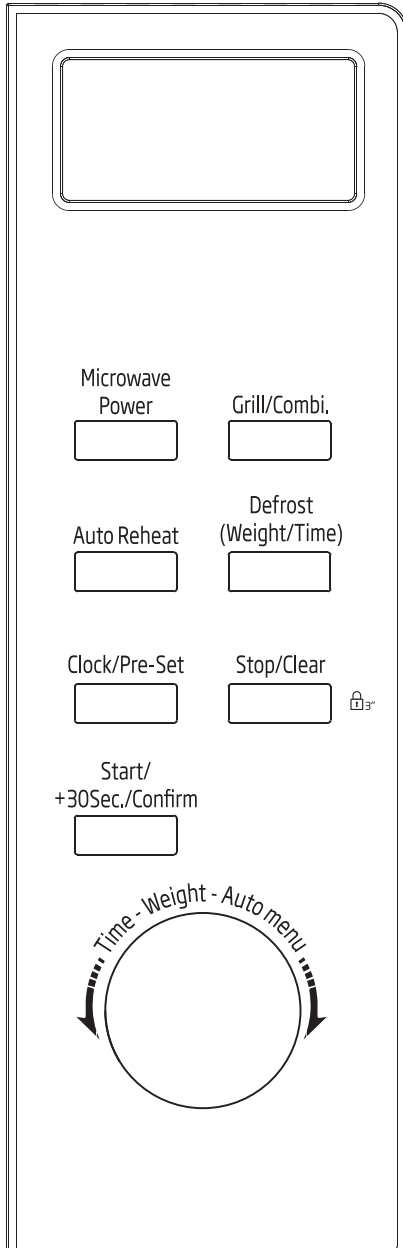 Microwave
Power
Grill/Combi.
Auto Reheat
Defrost
(Weight/Time)
Clock/Pre-Set
Stop/Clear
3"
Start/
+30Sec./Confirm
Time - Weight - Auto menu